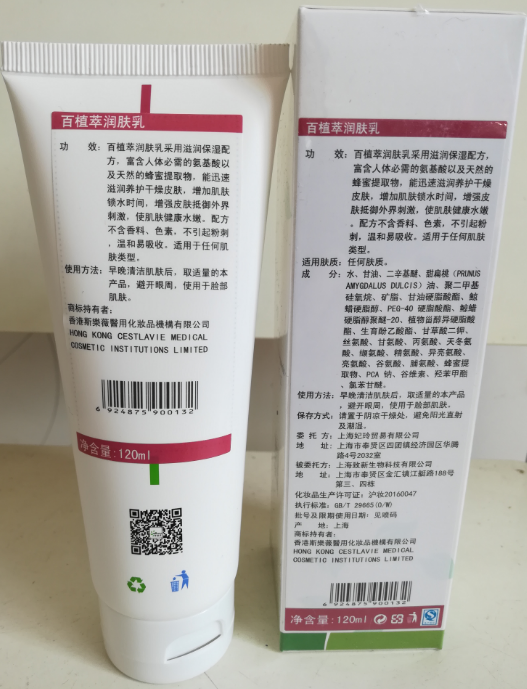 百植萃润肤乳
功 效：百植萃润肤乳采用滋润保湿配
方，富含人体必需的氨基酸以
及天然的蜂蜜提取物，能迅速
滋润养护干燥皮肤，增加肌肤
锁水时间，增强皮肤抵御外界
刺激，使肌肤健康水嫩。配方
不含香料、色素，不引起粉刺
，温和易吸收。适用于任何肌
肤类型。
使用方法：早晚清洁肌肤后，取适量的本
产品，避开眼周，使用于脸部
肌肤。
商标持有者：
香港斯樂薇醫用化妝品機構有限公司
HONG KONG CESTLAVIE MEDICAL
COSMETIC INSTITUTIONS LIMITED
6 924875 900132
净含量：120ml
百植萃润肤乳
功 效：百植萃润肤乳采用滋润保湿配方，
富含人体必需的氨基酸以及天然的
蜂蜜提取物，能迅速滋润养护干燥
皮肤，增加肌肤锁水时间，增强皮
肤抵御外界刺激，使肌肤健康水嫩
。配方不含香料、色素，不引起粉
刺，温和易吸收。适用于任何肌
肤类型。
适用肤质：任何肤质。
成 分：水、甘油、二辛基醚、甜扁桃（PRUNUS
AMYGDALUS DULCIS）油、聚二甲基
硅氧烷、矿脂、甘油硬脂酸酯、鲸蜡
硬脂醇、PEG-40 硬脂酸酯、鲸蜡
硬脂醇聚醚-20、植物甾醇异硬脂酸
酯、生育酚乙酸酯、甘草酸二钾、
丝氨酸、甘氨酸、丙氨酸、天冬氨
酸、缬氨酸、精氨酸、异亮氨酸、
亮氨酸、谷氨酸、脯氨酸、蜂蜜提
取物、PCA 钠、谷维素、羟苯甲酯
、氯苯甘醚。
使用方法：早晚清洁肌肤后，取适量的本产品
，避开眼周，使用于脸部肌肤。
保存方式：请置于阴凉干燥处，避免阳光直射
及潮湿。
委 托 方：上海妃玲贸易有限公司
地 址：上海市奉贤区四团镇经济园区华腾
路4号2032室
被委托方：上海致新生物科技有限公司
地 址：上海市奉贤区金汇镇江艇路188号
第三、四栋
化妆品生产许可证：沪妆20160047
执行标准：GB/T 29665(O/W)
批号及限期使用日期：见喷码
产 地：上海
商标持有者：
香港斯樂薇醫用化妝品機構有限公司
HONG KONG CESTLAVIE MEDICAL
COSMETIC INSTITUTIONS LIMITED
6 924875 900132
净含量：120ml